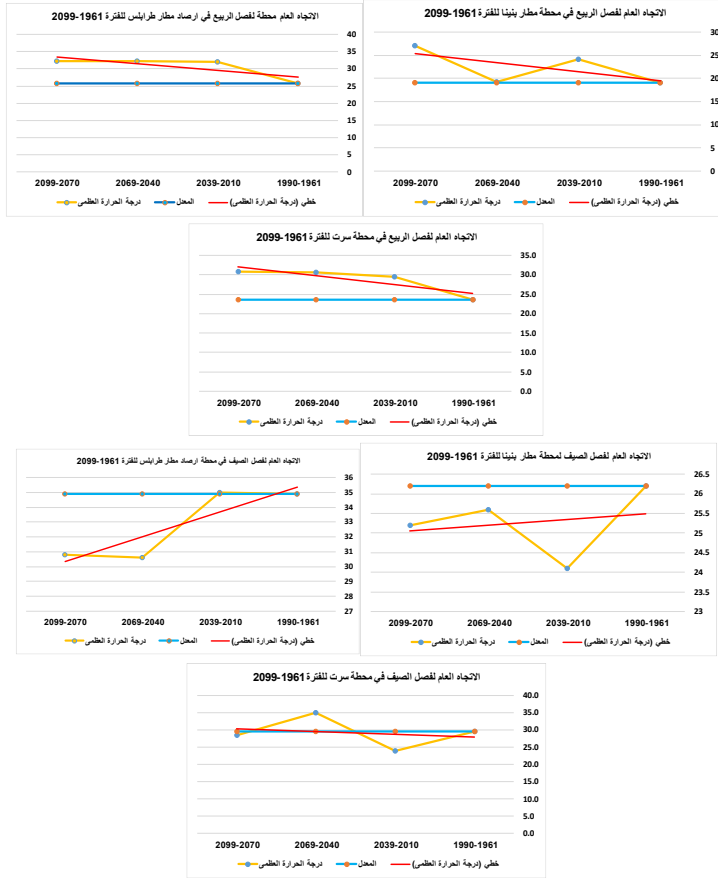 الاتجاه العام محطة لفصل الربيع في ارصاد مطار طرابلس للفترة 1961-2099
40
35
30
25
20
15
10
5
0
2099-2070 2069-2040 2039-2010 1990-1961
درجة الحرارة العظمى المعدل خطي (درجة الحرارة العظمى)
الاتجاه العام لفصل الربيع في محطة مطار بنينا للفترة 1961-2099
30
25
20
15
10
5
0
2099-2070 2069-2040 2039-2010 1990-1961
درجة الحرارة العظمى المعدل خطي (درجة الحرارة العظمى)
الاتجاه العام لفصل الربيع في محطة سرت للفترة 1961-2099
35.0
30.0
25.0
20.0
15.0
10.0
5.0
0.0
2099-2070 2069-2040 2039-2010 1990-1961
درجة الحرارة العظمى المعدل خطي (درجة الحرارة العظمى)
الاتجاه العام لفصل الصيف في محطة ارصاد مطار طرابلس للفترة 1961-2099
36
35
34
33
32
31
30
29
28
27
2099-2070 2069-2040 2039-2010 1990-1961
درجة الحرارة العظمى المعدل خطي (درجة الحرارة العظمى)
الاتجاه العام لفصل الصيف لمحطة مطار بنينا للفترة 1961-2099
26.5
26
25.5
25
24.5
24
23.5
23
2099-2070 2069-2040 2039-2010 1990-1961
درجة الحرارة العظمى المعدل خطي (درجة الحرارة العظمى)
الاتجاه العام لفصل الصيف في محطة سرت للفترة 1961-2099
40.0
35.0
30.0
25.0
20.0
15.0
10.0
5.0
0.0
2099-2070 2069-2040 2039-2010 1990-1961
درجة الحرارة العظمى المعدل خطي (درجة الحرارة العظمى)